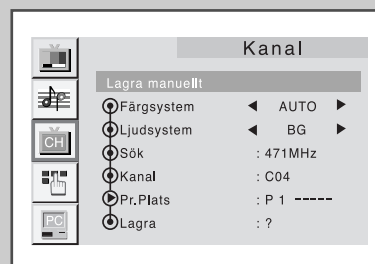 Kanal
Lagra manuellt
Färgsystem ◀ AUTO ▶
Ljudsystem ◀ BG ▶
CH
Sök : 471MHz
Kanal : C04
Pr.Plats : P 1 -----
PC
Lagra : ?